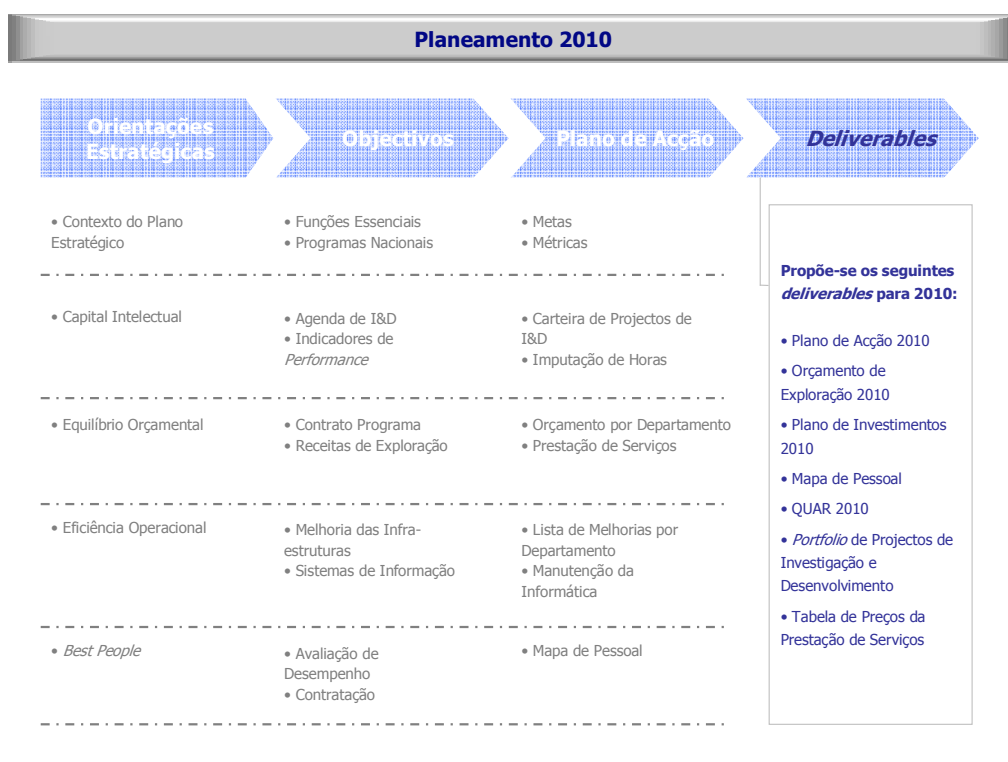 Planeamento 2010
Orientações
Estratégicas
Objectivos
Plano de Acção
Deliverables
• Contexto do Plano
Estratégico
• Funções Essenciais
• Programas Nacionais
• Metas
• Métricas
• Capital Intelectual
• Agenda de I&D
• Indicadores de
Performance
• Carteira de Projectos de
I&D
• Imputação de Horas
• Equilíbrio Orçamental
• Contrato Programa
• Receitas de Exploração
• Orçamento por Departamento
• Prestação de Serviços
• Eficiência Operacional
• Melhoria das Infra-
estruturas
• Sistemas de Informação
• Lista de Melhorias por
Departamento
• Manutenção da
Informática
• Best People
• Avaliação de
Desempenho
• Contratação
• Mapa de Pessoal
Propõe-se os seguintes
deliverables para 2010:
• Plano de Acção 2010
• Orçamento de
Exploração 2010
• Plano de Investimentos
2010
• Mapa de Pessoal
• QUAR 2010
• Portfolio de Projectos de
Investigação e
Desenvolvimento
• Tabela de Preços da
Prestação de Serviços